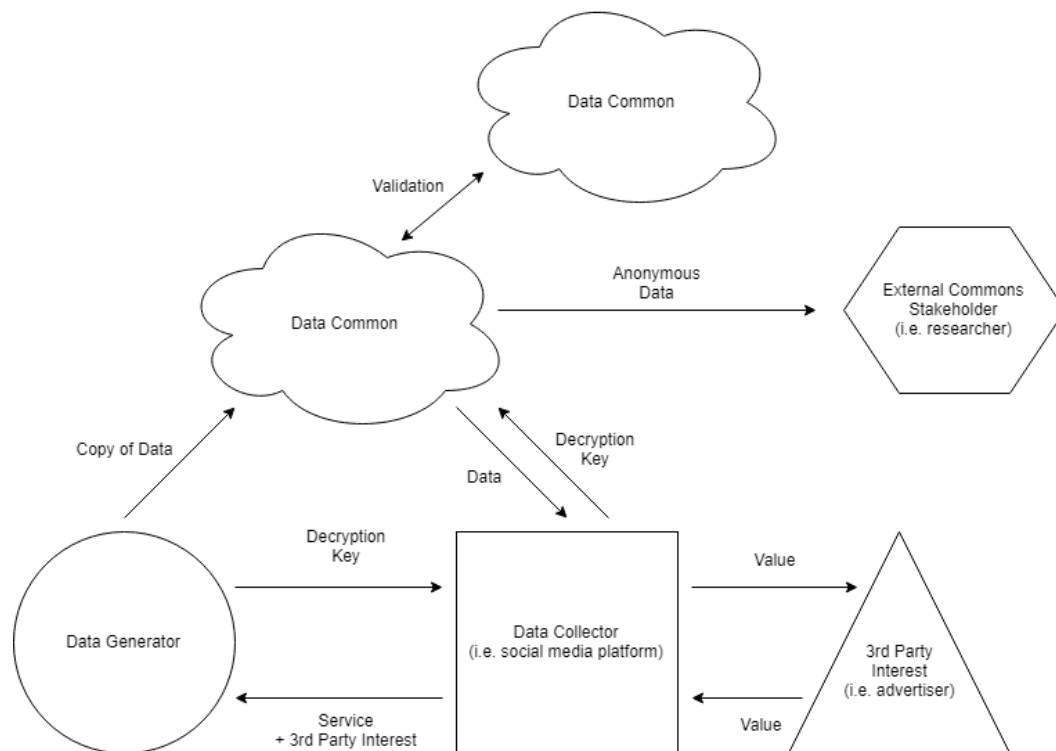 Data Common
Validation
Data Common
Anonymous
Data
External Commons
Stakeholder
(i.e. researcher)
Copy of Data
Data
Decryption
Key
Decryption
Key
Value
Data Generator
Data Collector
(i.e. social media platform)
3rd Party
Interest
(i.e. advertiser)
Service
+ 3rd Party Interest
Value